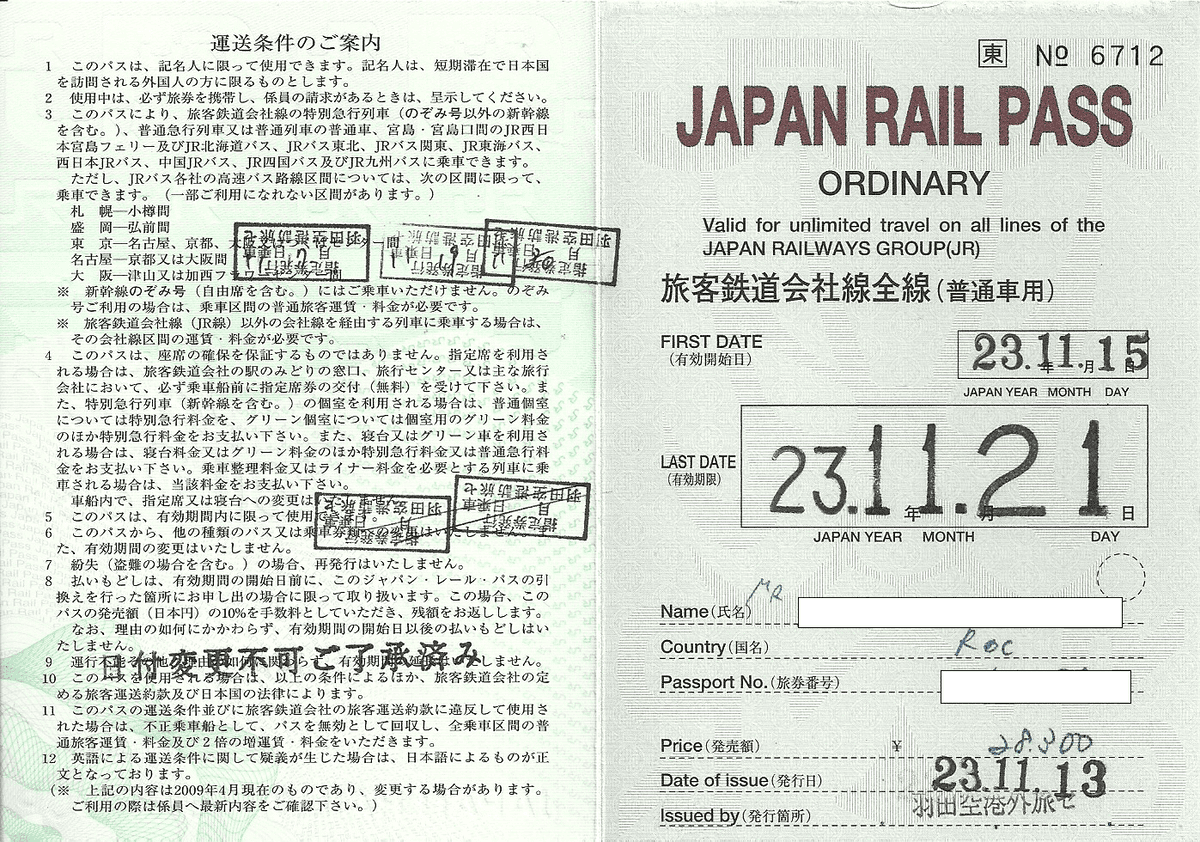 運送条件のご案内
1 このパスは、記名人に限って使用できます。記名人は、短期滞在で日本国
を訪問される外国人の方に限るものとします。
2 使用中は、必ず旅券を携帯し、係員の請求があるときは、呈示してください。
3 このパスにより、旅客鉄道会社線の特別急行列車（のぞみ号以外の新幹線
を含む。）、普通急行列車又は普通列車の普通車、宮島・宮島口間のJR西日
本宮島フェリー及びJR北海道バス、JRバス東北、JRバス関東、JR東海バス、
西日本JRバス、中国JRバス、JR四国バス及びJR九州バスに乗車できます。
ただし、JRバス各社の高速バス路線区間については、次の区間に限って、
乗車できます。（一部ご利用になれない区間があります。）
札　幌―小樽間
盛　岡―弘前間
東　京―名古屋、京都、大阪又は
名古屋―京都又は大阪間
大　阪―津山又は加西フラワー
※ 新幹線のぞみ号（自由席を含む。）にはご乗車いただけません。のぞみ
号ご利用の場合は、乗車区間の普通旅客運賃・料金が必要です。
※ 旅客鉄道会社線（JR線）以外の会社線を経由する列車に乗車する場合は、
その会社線区間の運賃・料金が必要です。
4 このパスは、座席の確保を保証するものではありません。指定席を利用さ
れる場合は、旅客鉄道会社の駅のみどりの窓口、旅行センター又は主な旅行
会社において、必ず乗車船前に指定席券の交付（無料）を受けて下さい。ま
た、特別急行列車（新幹線を含む。）の個室を利用される場合は、普通個室
については特別急行料金を、グリーン個室については個室用のグリーン料金
のほか特別急行料金をお支払い下さい。また、寝台又はグリーン車を利用さ
れる場合は、寝台料金又はグリーン料金のほか特別急行料金又は普通急行料
金をお支払い下さい。乗車整理料金又はライナー料金を必要とする列車に乗
車される場合は、当該料金をお支払い下さい。
車船内で、指定席又は寝台への変更は
5 このパスは、有効期間内に限って使用
6 このパスから、他の種類のパス又は乗車券類への変更はいたしません。ま
た、有効期間の変更はいたしません。
7 紛失（盗難の場合を含む。）の場合、再発行はいたしません。
8 払いもどしは、有効期間の開始日前に、このジャパン・レール・パスの引
換えを行った箇所にお申し出の場合に限って取り扱います。この場合、この
パスの発売額（日本円）の10%を手数料としていただき、残額をお返しします。
なお、理由の如何にかかわらず、有効期間の開始日以後の払いもどしはい
たしません。
日付変更不可ご了承済み
9 運行不能その他、理由の如何に関わらず、有効期間の延長はいたしません。
10 このパスを使用される場合は、以上の条件によるほか、旅客鉄道会社の定
める旅客運送約款及び日本国の法律によります。
11 このパスの運送条件並びに旅客鉄道会社の旅客運送約款に違反して使用さ
れた場合は、不正乗車船として、パスを無効として回収し、全乗車区間の普
通旅客運賃・料金及び2倍の増運賃・料金をいただきます。
12 英語による運送条件に関して疑義が生じた場合は、日本語によるものが正
文となっております。
（※ 上記の内容は2009年4月現在のものであり、変更する場合があります。
ご利用の際は係員へ最新内容をご確認下さい。）
東 № 6712
JAPAN RAIL PASS
ORDINARY
Valid for unlimited travel on all lines of the
JAPAN RAILWAYS GROUP(JR)
旅客鉄道会社線全線（普通車用）
FIRST DATE
（有効開始日）
23.11.15
年 月 日
JAPAN YEAR MONTH DAY
LAST DATE
（有効期限）
23.11.21
年 月 日
JAPAN YEAR MONTH DAY
Name（氏名） MR
Country（国名） ROC
Passport No.（旅券番号）
Price（発売額） ¥ 28.300
Date of issue（発行日） 23.11.13
Issued by（発行箇所） 羽田空港外旅セ